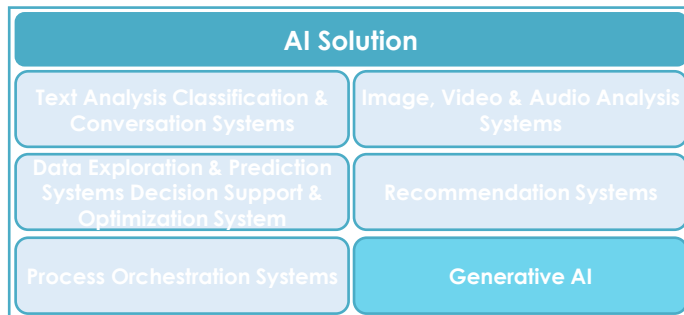 AI Solution
Text Analysis Classification &
Conversation Systems
Image, Video & Audio Analysis
Systems
Data Exploration & Prediction
Systems Decision Support &
Optimization System
Recommendation Systems
Process Orchestration Systems
Generative AI